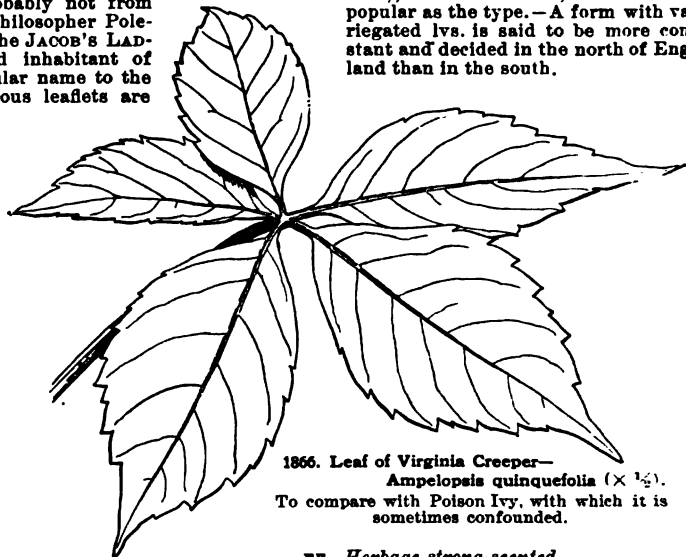 obably not from
hilosopher Pole-
he JACOB'S LAD-
d inhabitant of
lar name to the
ous leaflets are
popular as the type.—A form with va-
riegated lvs. is said to be more con-
stant and decided in the north of Eng-
land than in the south.
1866. Leaf of Virginia Creeper—
Ampelopsis quinquefolia (× ½).
To compare with Poison Ivy, with which it is
sometimes confounded.
EE. Herbage strong scented